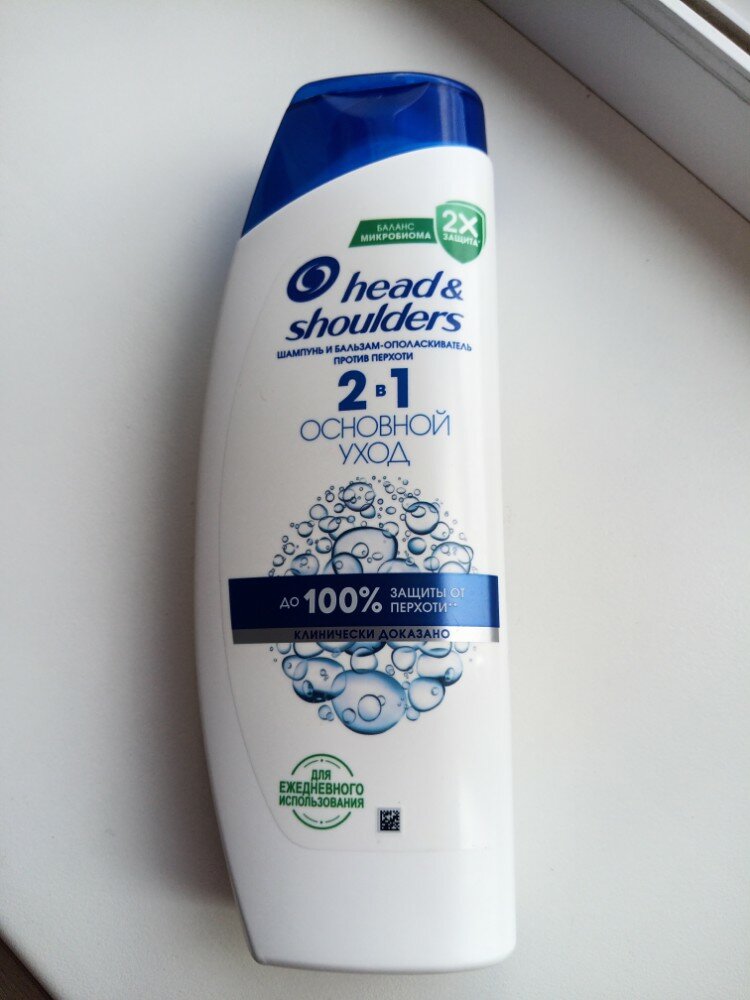 БАЛАНС
МИКРОБИОМА
2X
ЗАЩИТА*
head &
shoulders
ШАМПУНЬ И БАЛЬЗАМ-ОПОЛАСКИВАТЕЛЬ
ПРОТИВ ПЕРХОТИ
2 в 1
ОСНОВНОЙ
УХОД
ДО 100% ЗАЩИТЫ ОТ
ПЕРХОТИ**
КЛИНИЧЕСКИ ДОКАЗАНО
ДЛЯ
ЕЖЕДНЕВНОГО
ИСПОЛЬЗОВАНИЯ